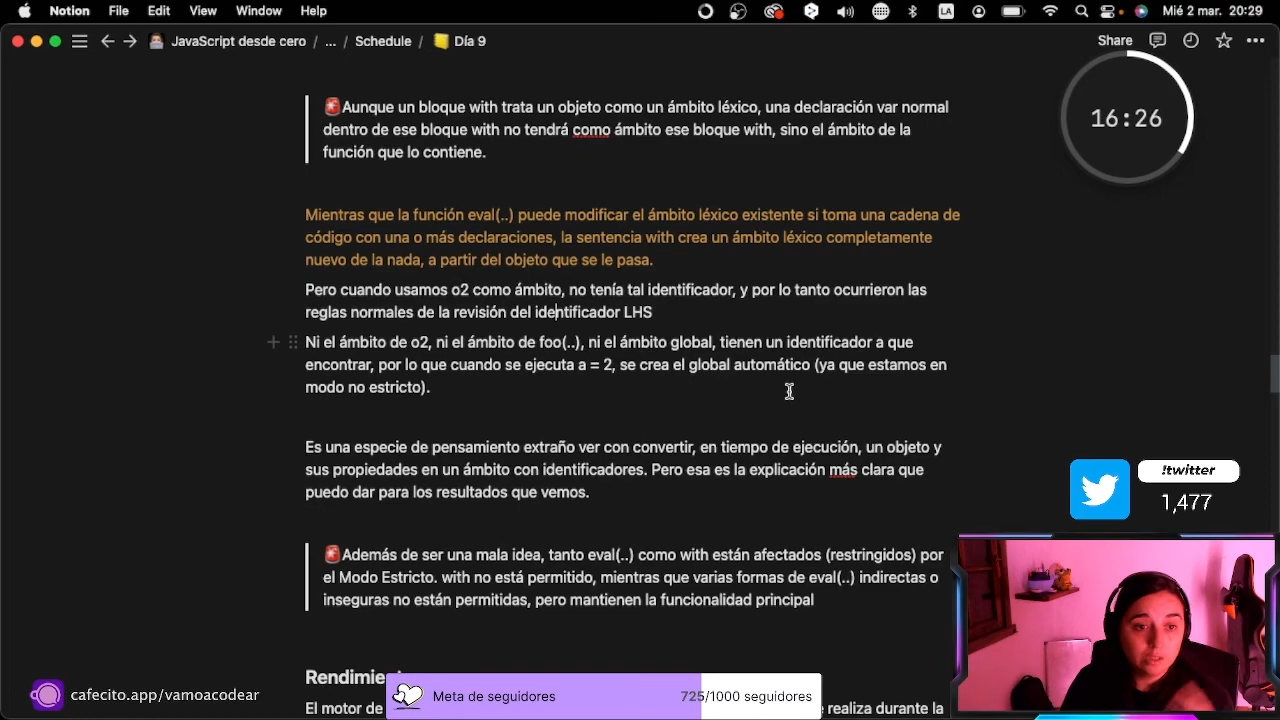 Notion File Edit View Window Help LA Mié 2 mar. 20:29
JavaScript desde cero / ... / Schedule / Día 9 Share
🚨Aunque un bloque with trata un objeto como un ámbito léxico, una declaración var normal
dentro de ese bloque with no tendrá como ámbito ese bloque with, sino el ámbito de la
función que lo contiene.
16:26
Mientras que la función eval(..) puede modificar el ámbito léxico existente si toma una cadena de
código con una o más declaraciones, la sentencia with crea un ámbito léxico completamente
nuevo de la nada, a partir del objeto que se le pasa.
Pero cuando usamos o2 como ámbito, no tenía tal identificador, y por lo tanto ocurrieron las
reglas normales de la revisión del identificador LHS
Ni el ámbito de o2, ni el ámbito de foo(..), ni el ámbito global, tienen un identificador a que
encontrar, por lo que cuando se ejecuta a = 2, se crea el global automático (ya que estamos en
modo no estricto).
Es una especie de pensamiento extraño ver con convertir, en tiempo de ejecución, un objeto y
sus propiedades en un ámbito con identificadores. Pero esa es la explicación más clara que
puedo dar para los resultados que vemos.
!twitter
1,477
🚨Además de ser una mala idea, tanto eval(..) como with están afectados (restringidos) por
el Modo Estricto. with no está permitido, mientras que varias formas de eval(..) indirectas o
inseguras no están permitidas, pero mantienen la funcionalidad principal
Rendimie
cafecito.app/vamoacodear
Meta de seguidores 725/1000 seguidores
El motor de realiza durante la